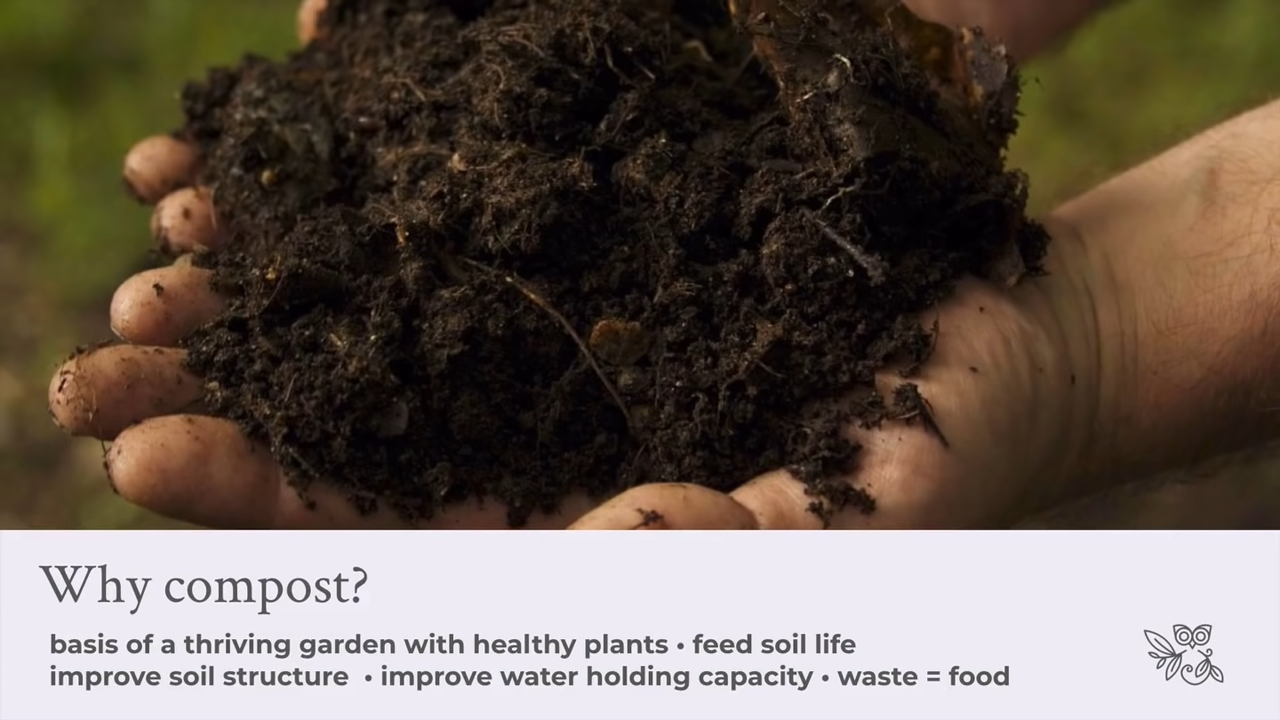 Why compost?
basis of a thriving garden with healthy plants • feed soil life
improve soil structure • improve water holding capacity • waste = food